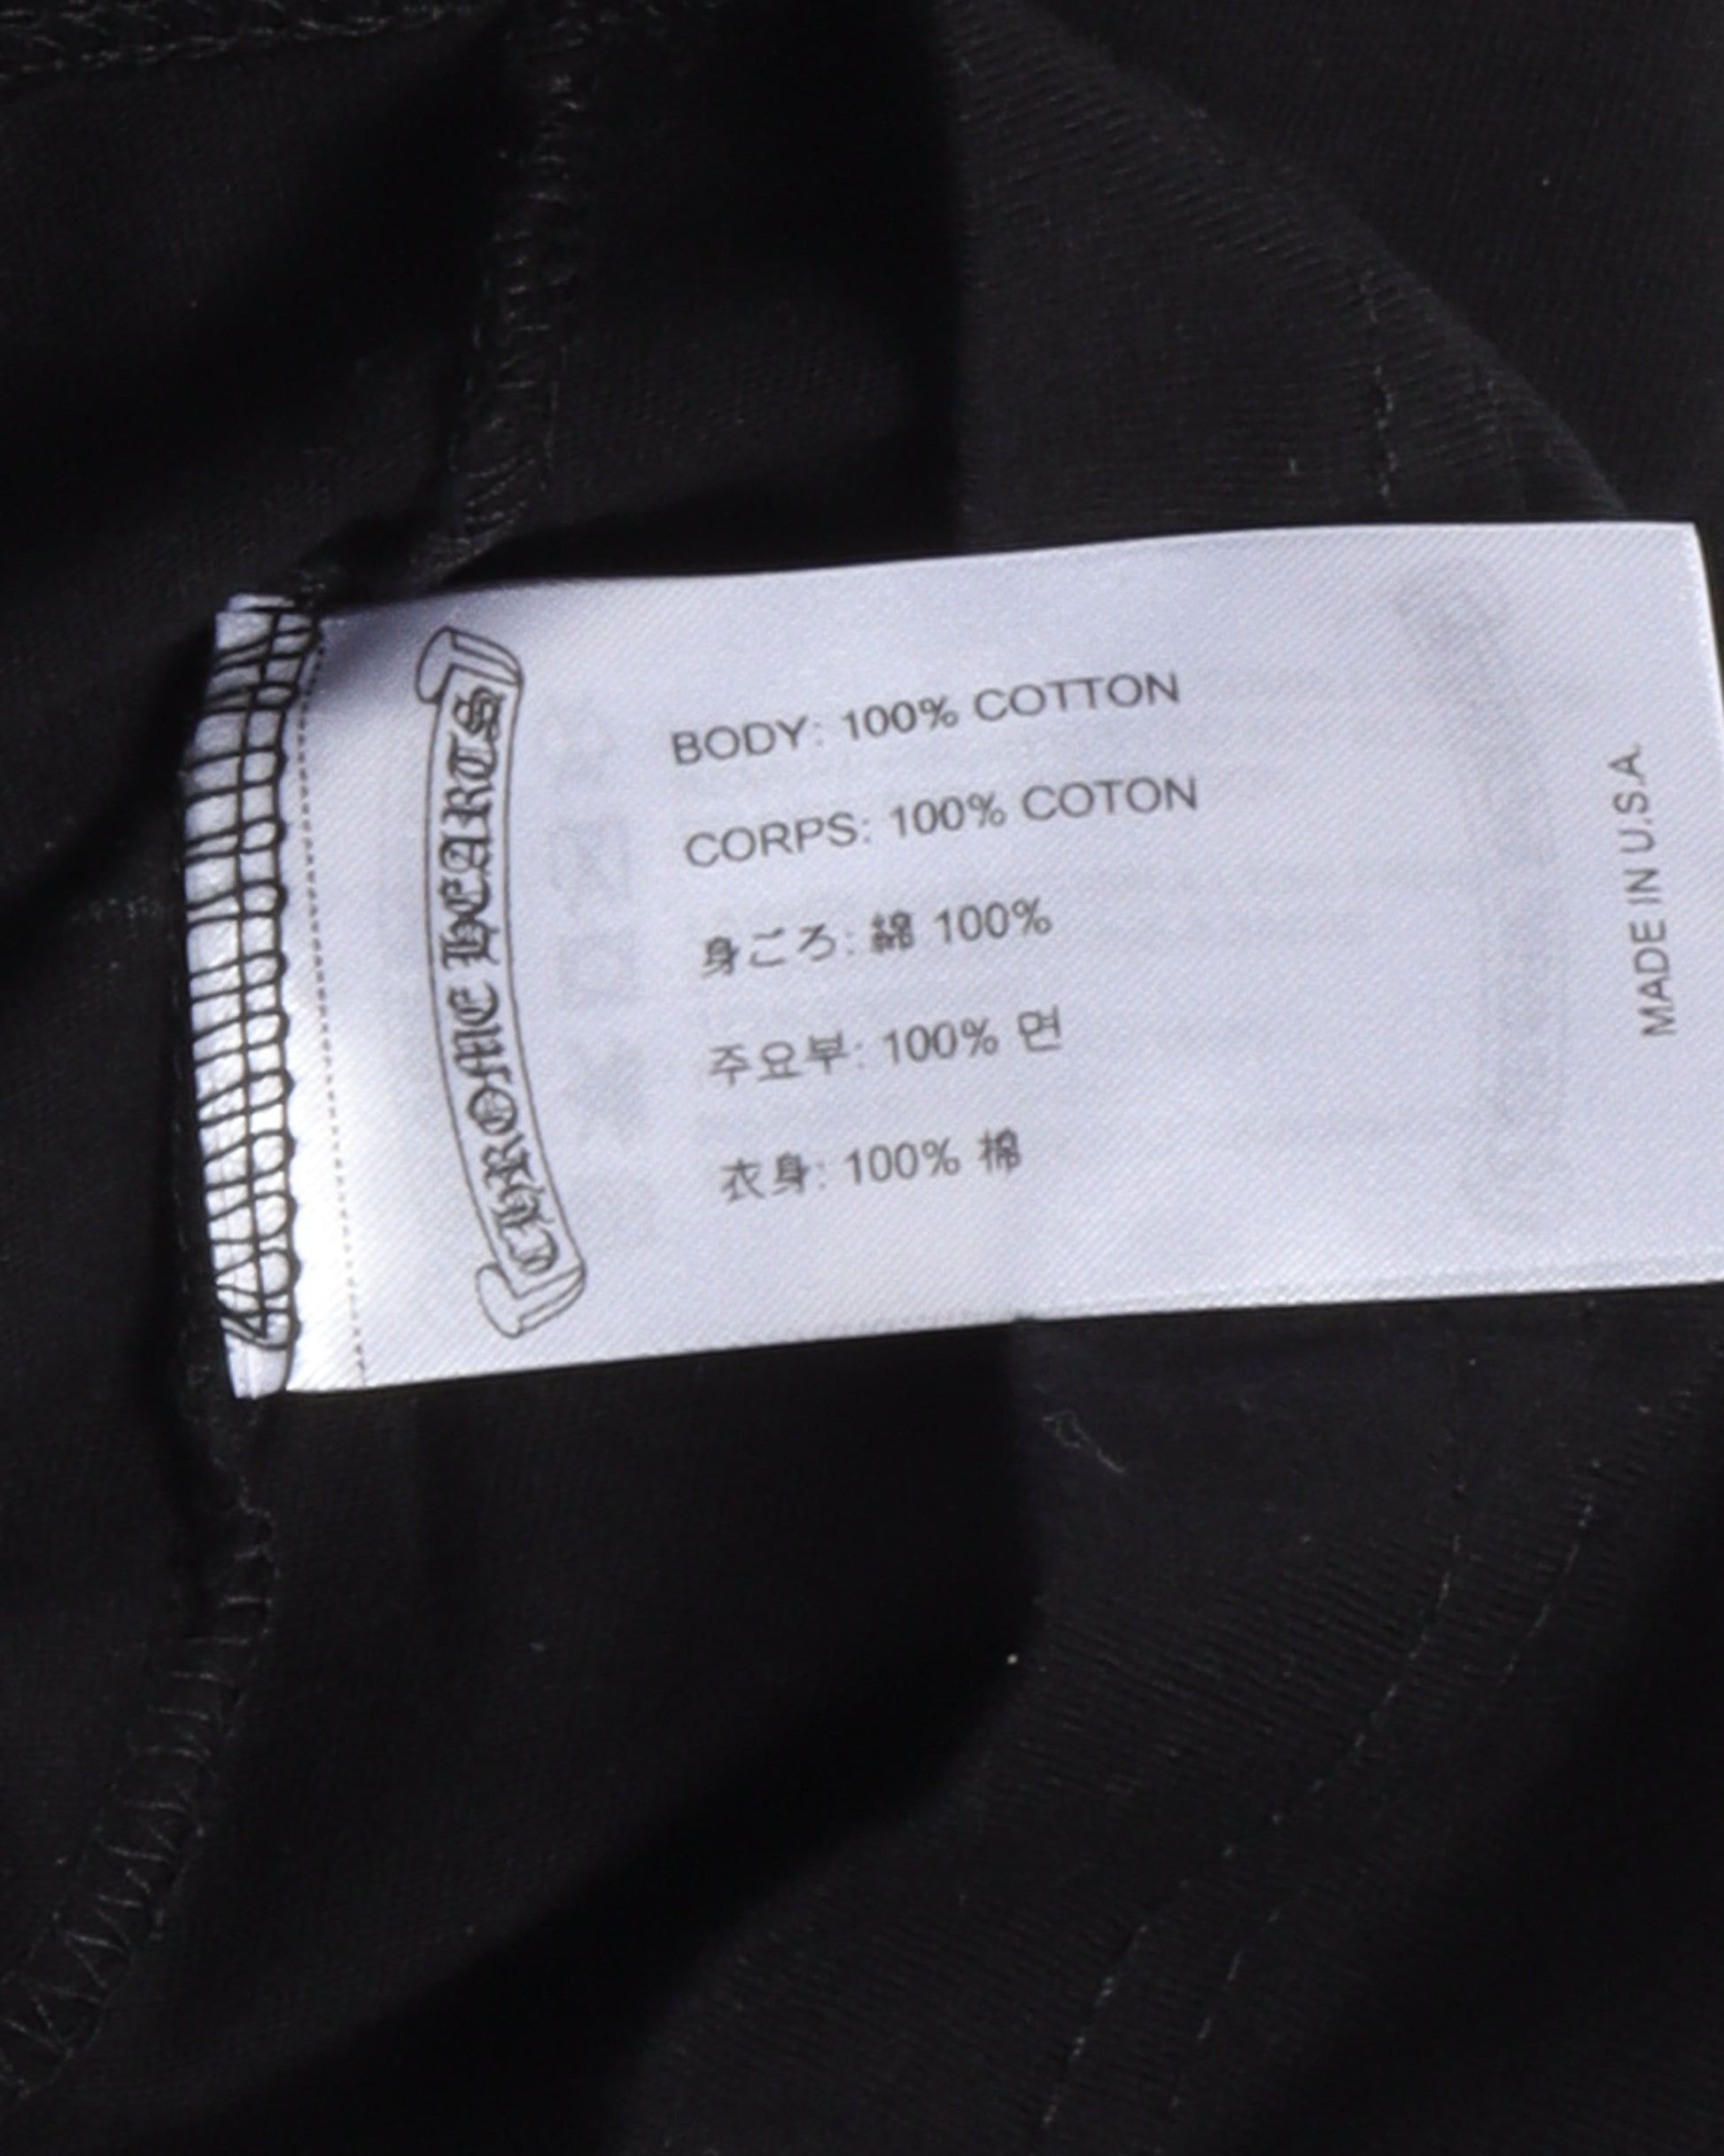 CHROME HEARTS
BODY: 100% COTTON
CORPS: 100% COTON
身ごろ: 綿 100%
주요부: 100% 면
衣身: 100% 棉
MADE IN U.S.A.